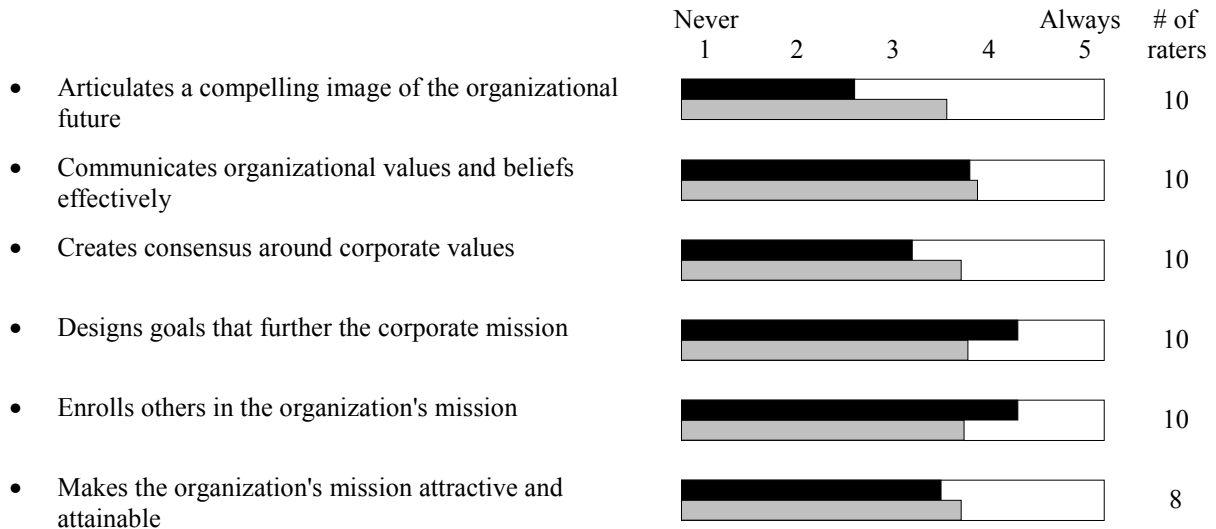 Never Always # of
1 2 3 4 5 raters
• Articulates a compelling image of the organizational
future
10
• Communicates organizational values and beliefs
effectively
10
• Creates consensus around corporate values
10
• Designs goals that further the corporate mission
10
• Enrolls others in the organization's mission
10
• Makes the organization's mission attractive and
attainable
8